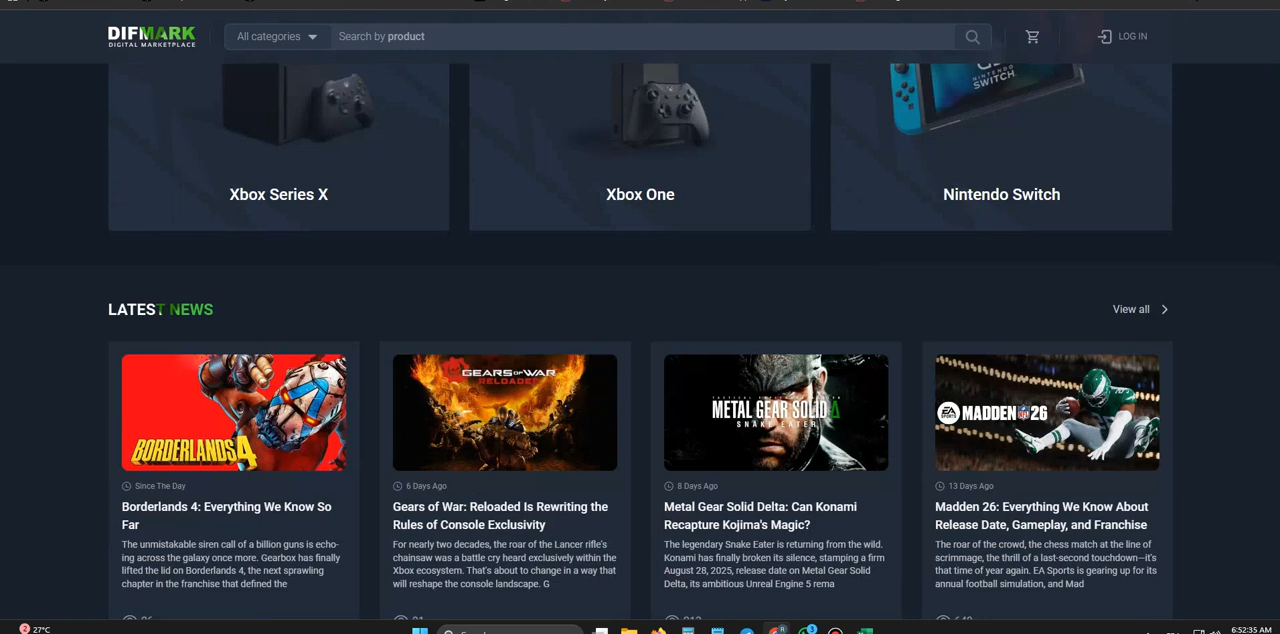 DIFMARK
DIGITAL MARKETPLACE
All categories
Search by product
LOG IN
NINTENDO
SWITCH
Xbox Series X
Xbox One
Nintendo Switch
LATEST NEWS
View all
BORDERLANDS 4
GEARS OF WAR
RELOADED
METAL GEAR SOLID Δ
SNAKE EATER
EA
SPORTS
MADDEN NFL 26
Since The Day
6 Days Ago
8 Days Ago
13 Days Ago
Borderlands 4: Everything We Know So
Far
Gears of War: Reloaded Is Rewriting the
Rules of Console Exclusivity
Metal Gear Solid Delta: Can Konami
Recapture Kojima's Magic?
Madden 26: Everything We Know About
Release Date, Gameplay, and Franchise
The unmistakable siren call of a billion guns is echo-
ing across the galaxy once more. Gearbox has finally
lifted the lid on Borderlands 4, the next sprawling
chapter in the franchise that defined the
For nearly two decades, the roar of the Lancer rifle's
chainsaw was a battle cry heard exclusively within the
Xbox ecosystem. That's about to change in a way that
will reshape the console landscape. G
The legendary Snake Eater is returning from the wild.
Konami has finally broken its silence, stamping a firm
August 28, 2025, release date on Metal Gear Solid
Delta, its ambitious Unreal Engine 5 rema
The roar of the crowd, the chess match at the line of
scrimmage, the thrill of a last-second touchdown—it's
that time of year again. EA Sports is gearing up for its
annual football simulation, and Mad
2
27°C
3
6:52:35 AM